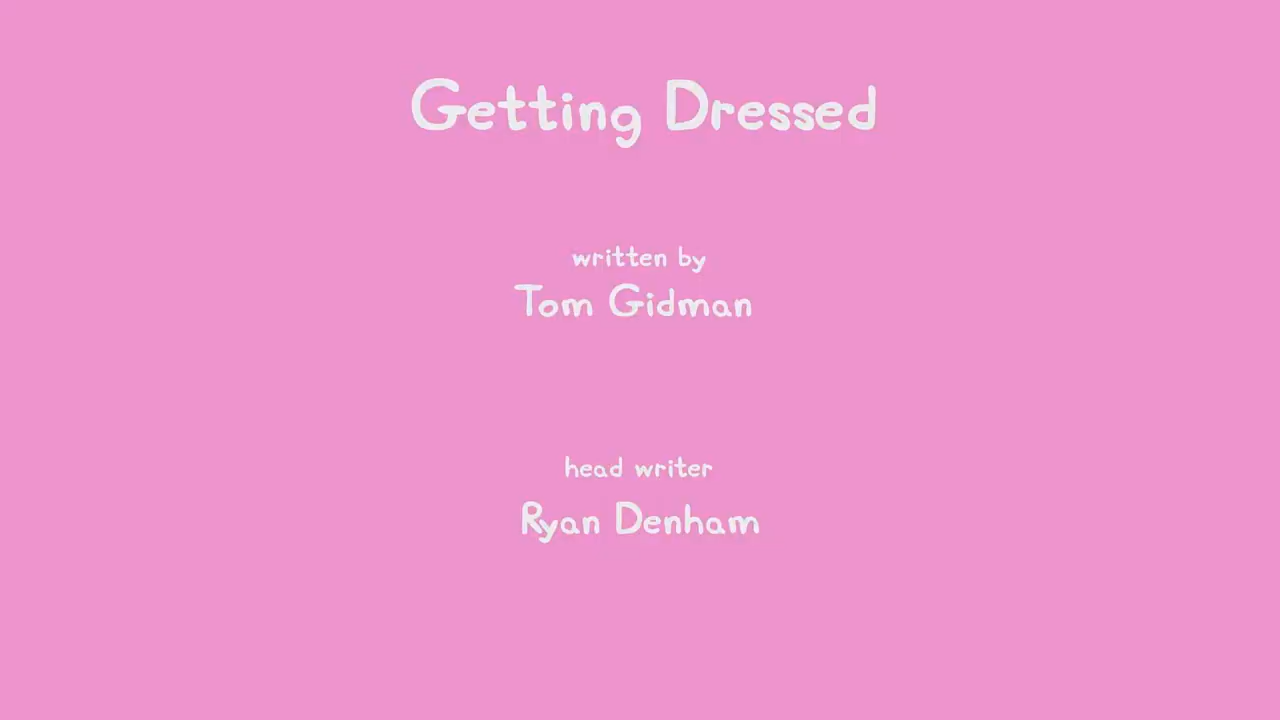 Getting Dressed
written by
Tom Gidman
head writer
Ryan Denham